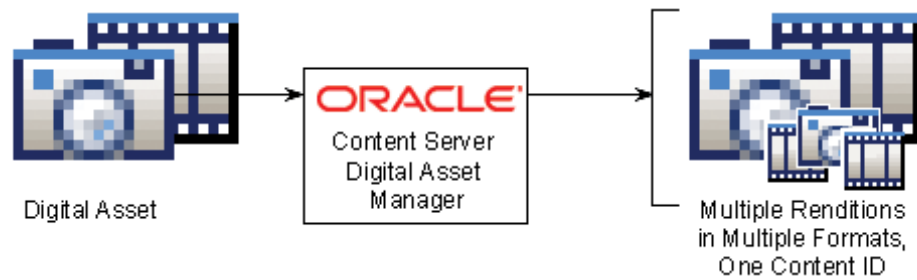 Digital Asset
ORACLE
Content Server
Digital Asset
Manager
Multiple Renditions
in Multiple Formats,
One Content ID